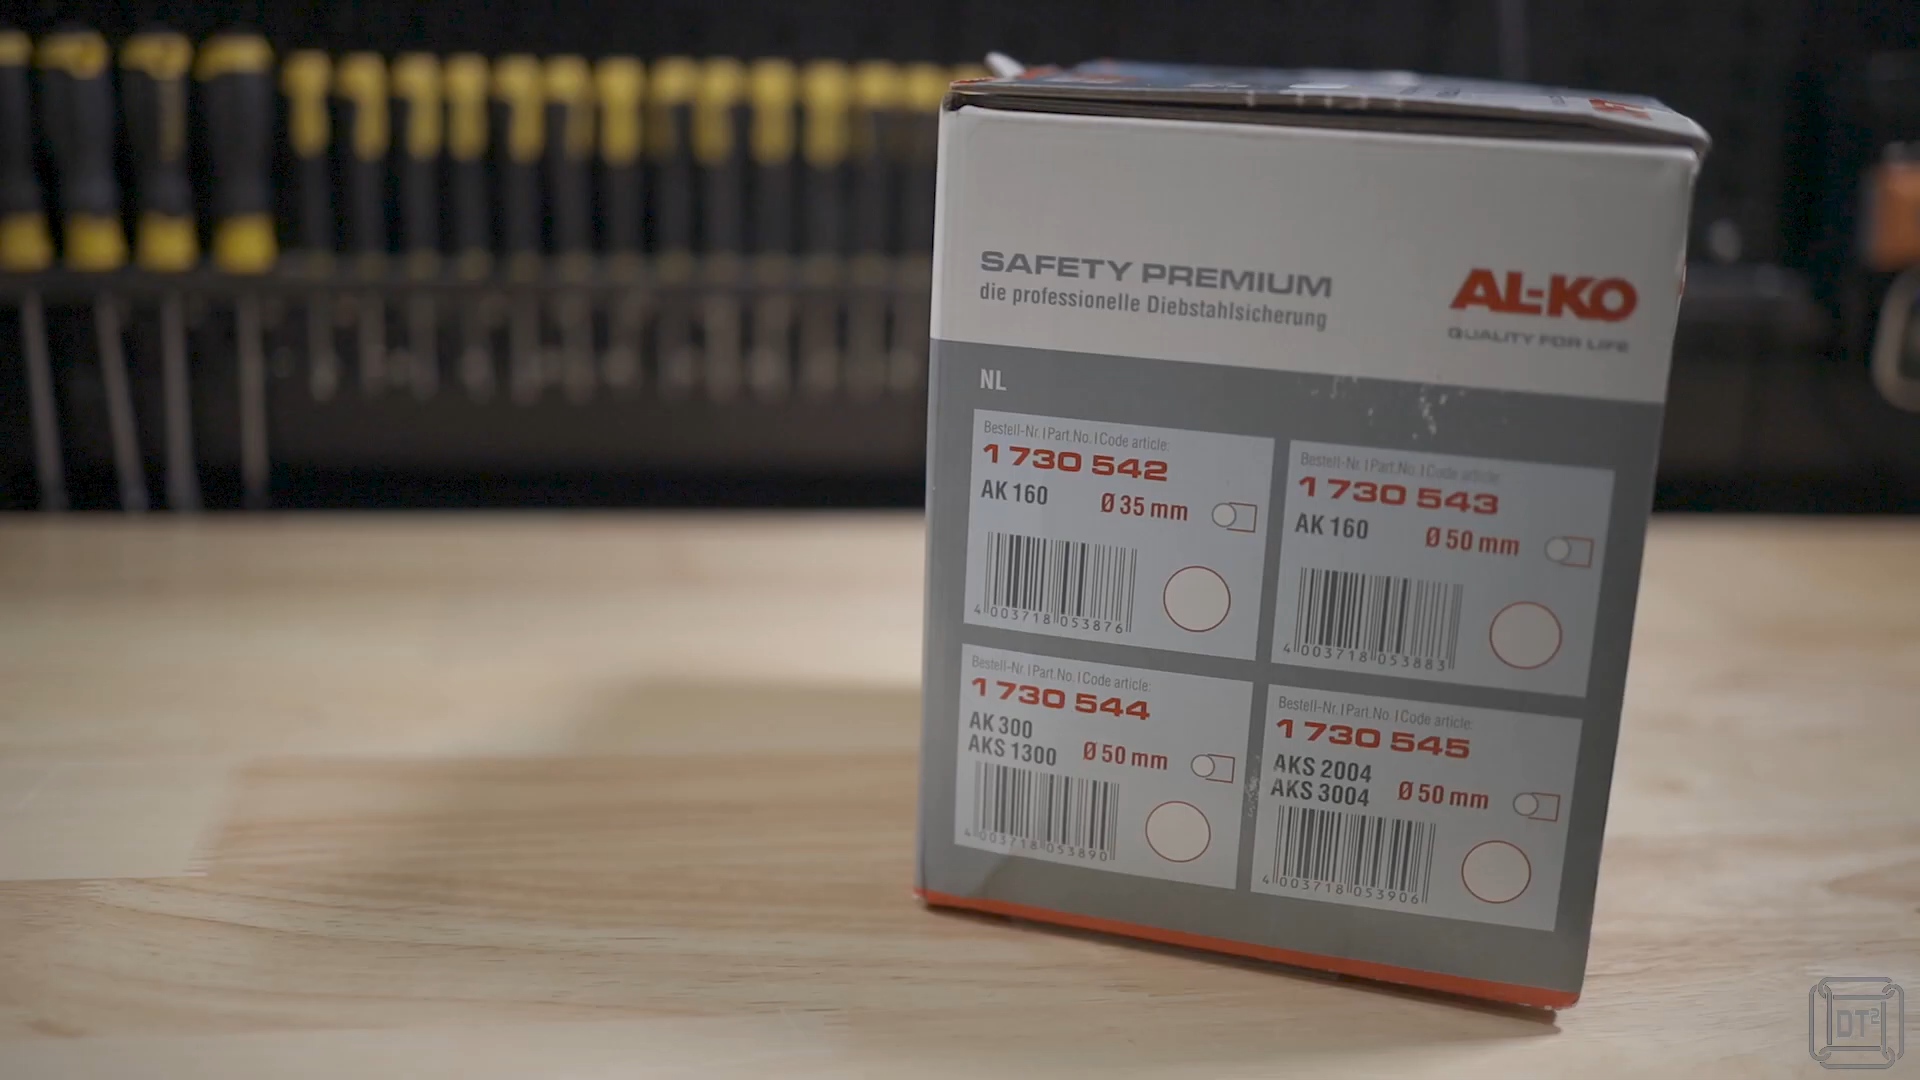 SAFETY PREMIUM
die professionelle Diebstahlsicherung
AL-KO
QUALITY FOR LIFE
NL
Bestell-Nr. | Part.No. | Code article:
1 730 542
AK 160
Ø 35 mm
4 003718 053876
Bestell-Nr. | Part.No. | Code article:
1 730 543
AK 160
Ø 50 mm
4 003718 053883
Bestell-Nr. | Part.No. | Code article:
1 730 544
AK 300
AKS 1300
Ø 50 mm
4 003718 053890
Bestell-Nr. | Part.No. | Code article:
1 730 545
AKS 2004
AKS 3004
Ø 50 mm
4 003718 053906
DT²